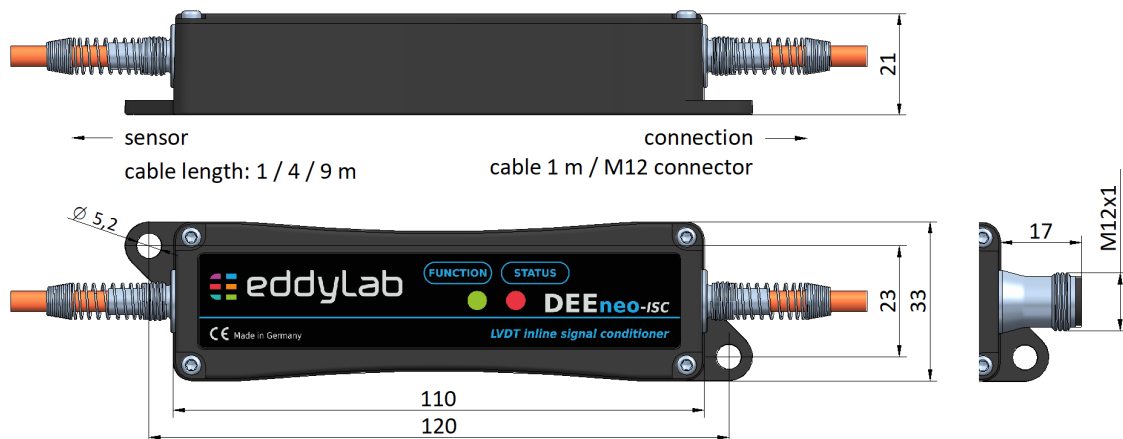 21
sensor
connection
cable length: 1 / 4 / 9 m
cable 1 m / M12 connector
Ø 5,2
M12x1
17
FUNCTION
STATUS
eddyLab
DEEneo-ISC
23
33
CE Made in Germany
LVDT inline signal conditioner
110
120